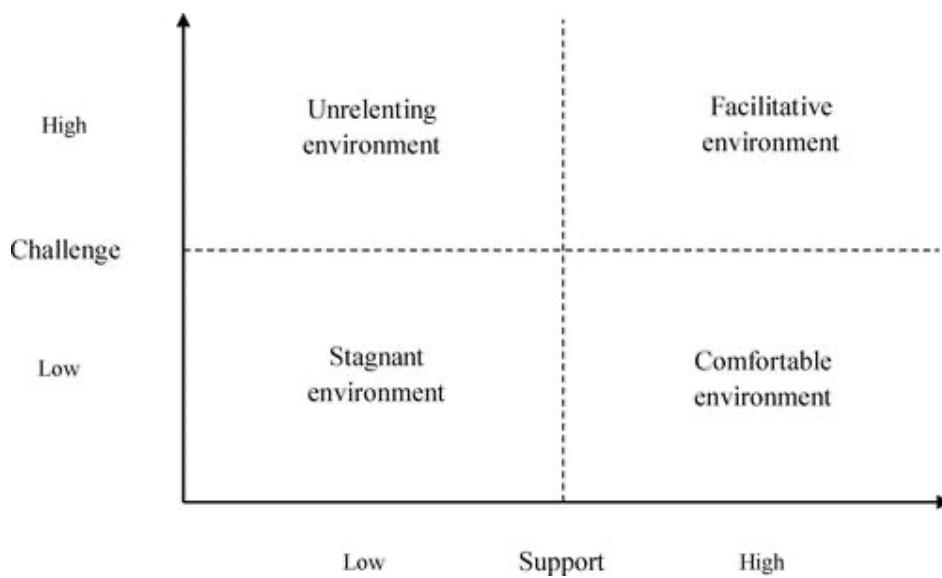 High
Unrelenting
environment
Facilitative
environment
Challenge
Low
Stagnant
environment
Comfortable
environment
Low
Support
High